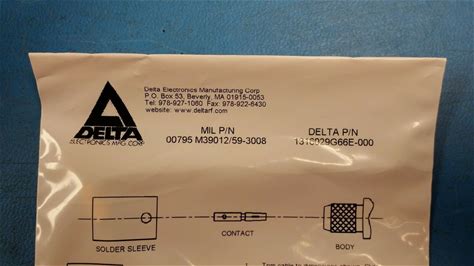 Delta Electronics Manufacturing Corp
P.O. Box 53, Beverly, MA 01915-0053
Tel: 978-927-1060 Fax: 978-922-6430
website: www.deltarf.com
DELTA
ELECTRONICS MFG. CORP
MIL P/N
00795 M39012/59-3008
DELTA P/N
1316029G66E-000
SOLDER SLEEVE
CONTACT
BODY